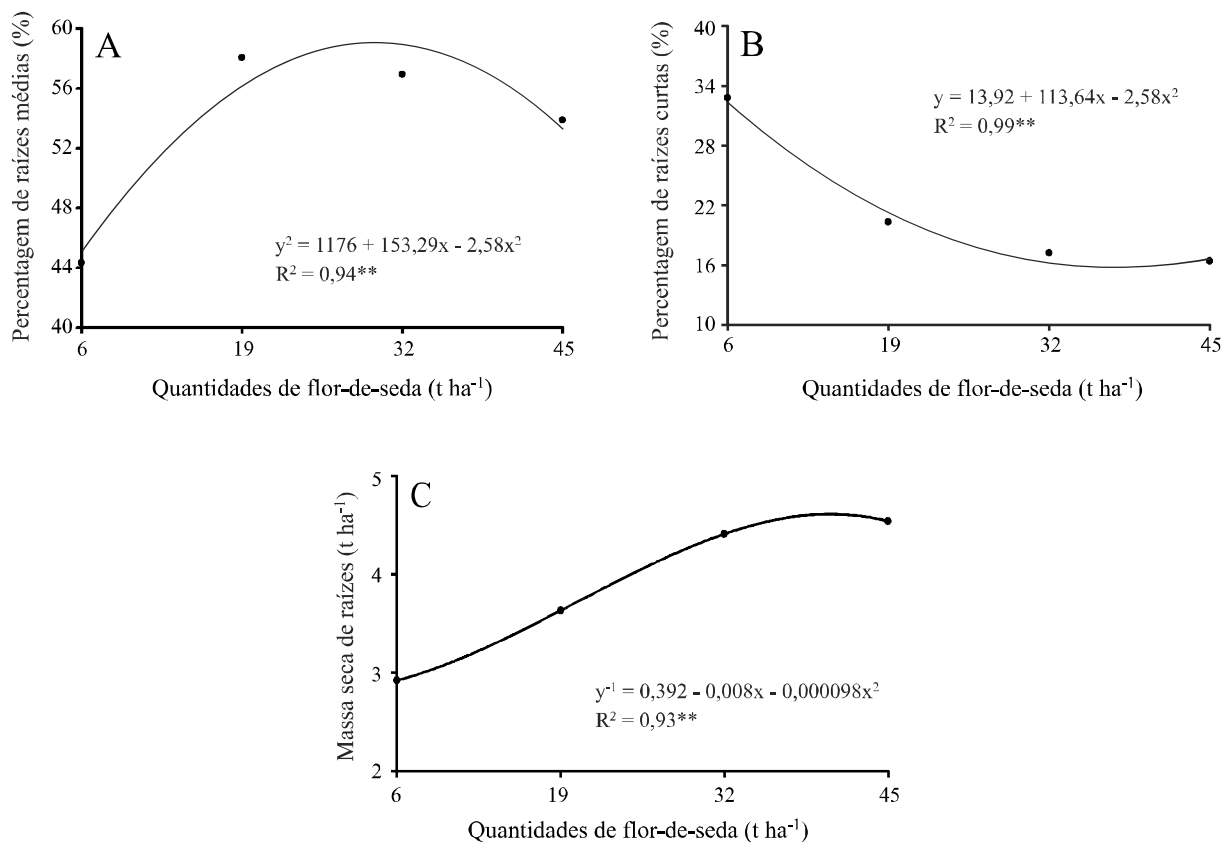 A
Percentagem de raízes médias (%)
60
56
52
48
44
40
y² = 1176 + 153,29x - 2,58x²
R² = 0,94**
6 19 32 45
Quantidades de flor-de-seda (t ha⁻¹)
B
Percentagem de raízes curtas (%)
40
34
28
22
16
10
y = 13,92 + 113,64x - 2,58x²
R² = 0,99**
6 19 32 45
Quantidades de flor-de-seda (t ha⁻¹)
C
Massa seca de raízes (t ha⁻¹)
5
4
3
2
y⁻¹ = 0,392 - 0,008x - 0,000098x²
R² = 0,93**
6 19 32 45
Quantidades de flor-de-seda (t ha⁻¹)